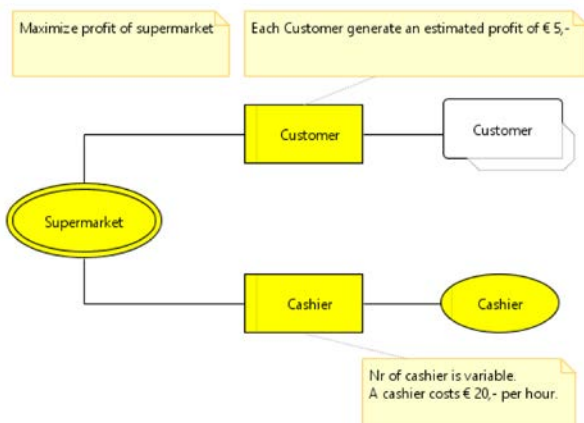 Maximize profit of supermarket
Each Customer generate an estimated profit of € 5,-
Customer
Customer
Supermarket
Cashier
Cashier
Nr of cashier is variable.
A cashier costs € 20,- per hour.